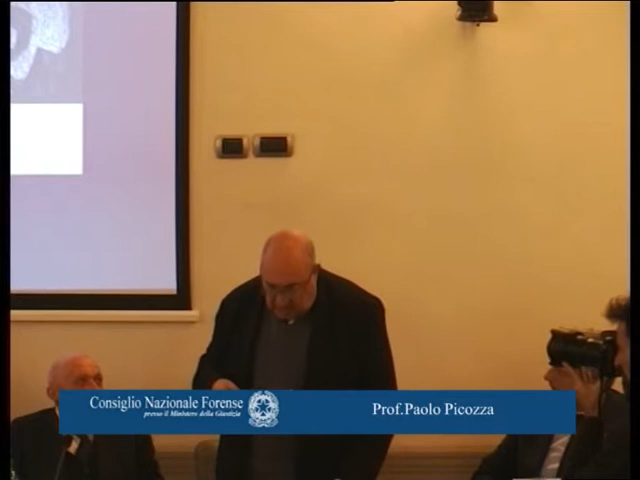 Consiglio Nazionale Forense
presso il Ministero della Giustizia
Prof.Paolo Picozza